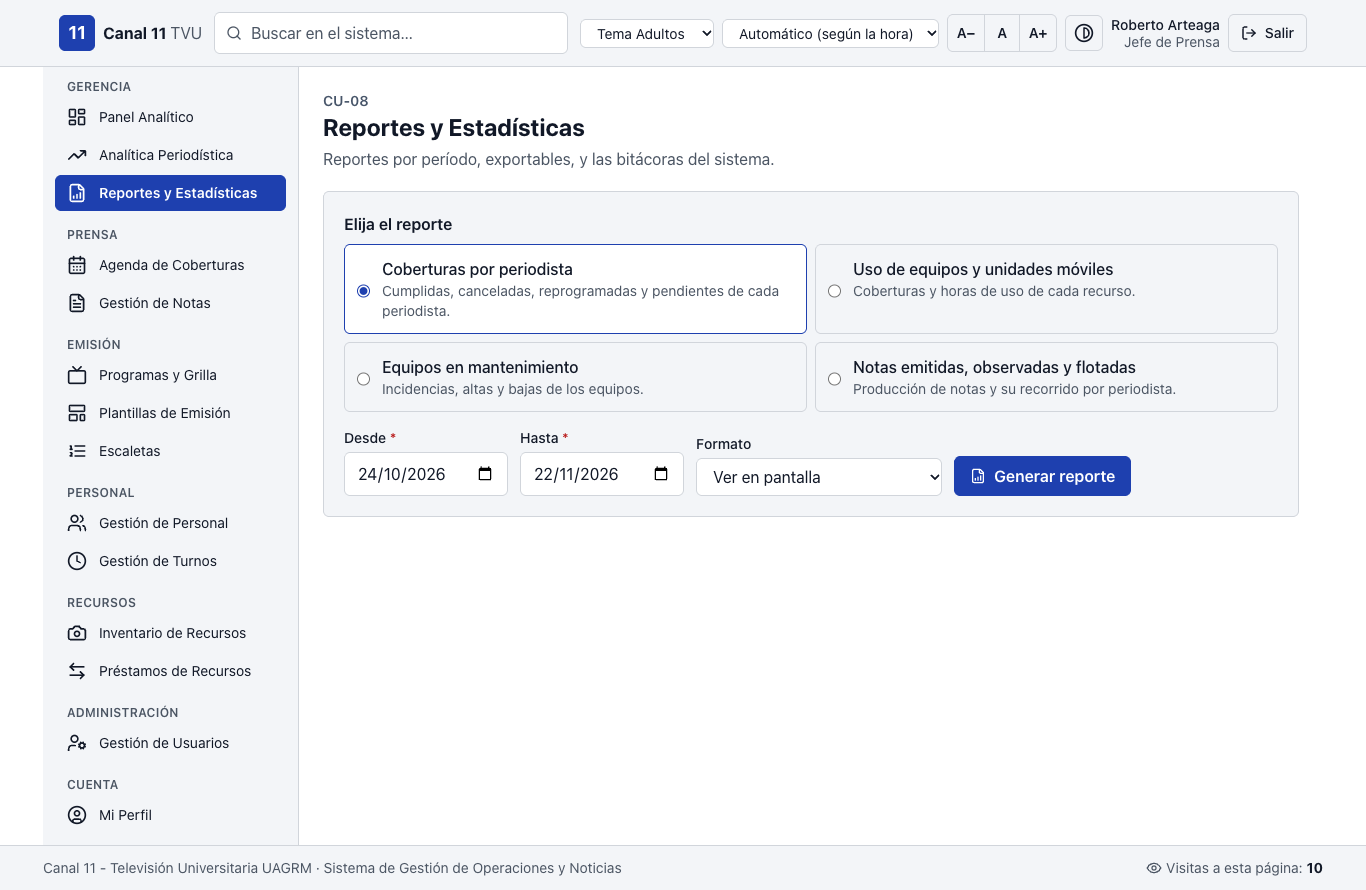 11 Canal 11 TVU
Buscar en el sistema...
Tema Adultos
Automático (según la hora)
A− A A+
Roberto Arteaga
Jefe de Prensa
Salir
GERENCIA
Panel Analítico
Analítica Periodística
Reportes y Estadísticas
PRENSA
Agenda de Coberturas
Gestión de Notas
EMISIÓN
Programas y Grilla
Plantillas de Emisión
Escaletas
PERSONAL
Gestión de Personal
Gestión de Turnos
RECURSOS
Inventario de Recursos
Préstamos de Recursos
ADMINISTRACIÓN
Gestión de Usuarios
CUENTA
Mi Perfil
CU-08
Reportes y Estadísticas
Reportes por período, exportables, y las bitácoras del sistema.
Elija el reporte
Coberturas por periodista
Cumplidas, canceladas, reprogramadas y pendientes de cada
periodista.
Uso de equipos y unidades móviles
Coberturas y horas de uso de cada recurso.
Equipos en mantenimiento
Incidencias, altas y bajas de los equipos.
Notas emitidas, observadas y flotadas
Producción de notas y su recorrido por periodista.
Desde *
24/10/2026
Hasta *
22/11/2026
Formato
Ver en pantalla
Generar reporte
Canal 11 - Televisión Universitaria UAGRM · Sistema de Gestión de Operaciones y Noticias
Visitas a esta página: 10